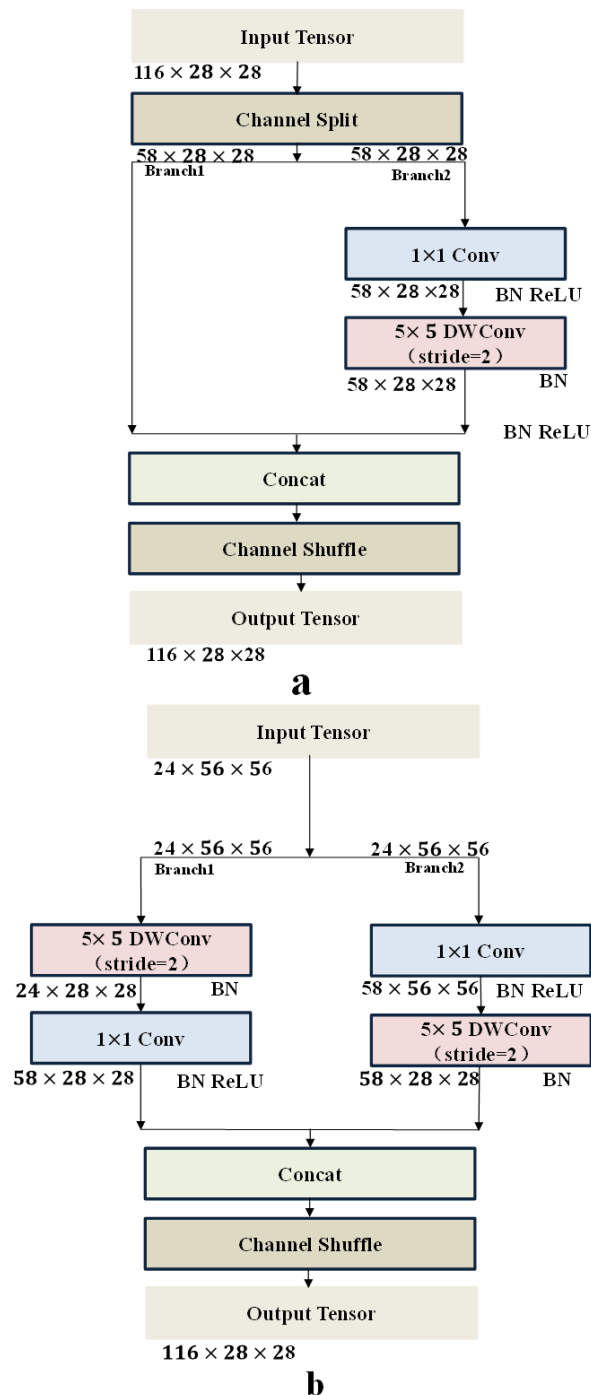 Input Tensor
116 × 28 × 28
Channel Split
58 × 28 × 28
58 × 28 × 28
Branch1
Branch2
1×1 Conv
58 × 28 ×28
BN ReLU
5× 5 DWConv
(stride=2)
58 × 28 ×28
BN
BN ReLU
Concat
Channel Shuffle
Output Tensor
116 × 28 ×28
a
Input Tensor
24 × 56 × 56
24 × 56 × 56
24 × 56 × 56
Branch1
Branch2
5× 5 DWConv
(stride=2)
24 × 28 × 28
BN
1×1 Conv
58 × 28 × 28
BN ReLU
1×1 Conv
58 × 56 × 56
BN ReLU
5× 5 DWConv
(stride=2)
58 × 28 × 28
BN
Concat
Channel Shuffle
Output Tensor
116 × 28 × 28
b